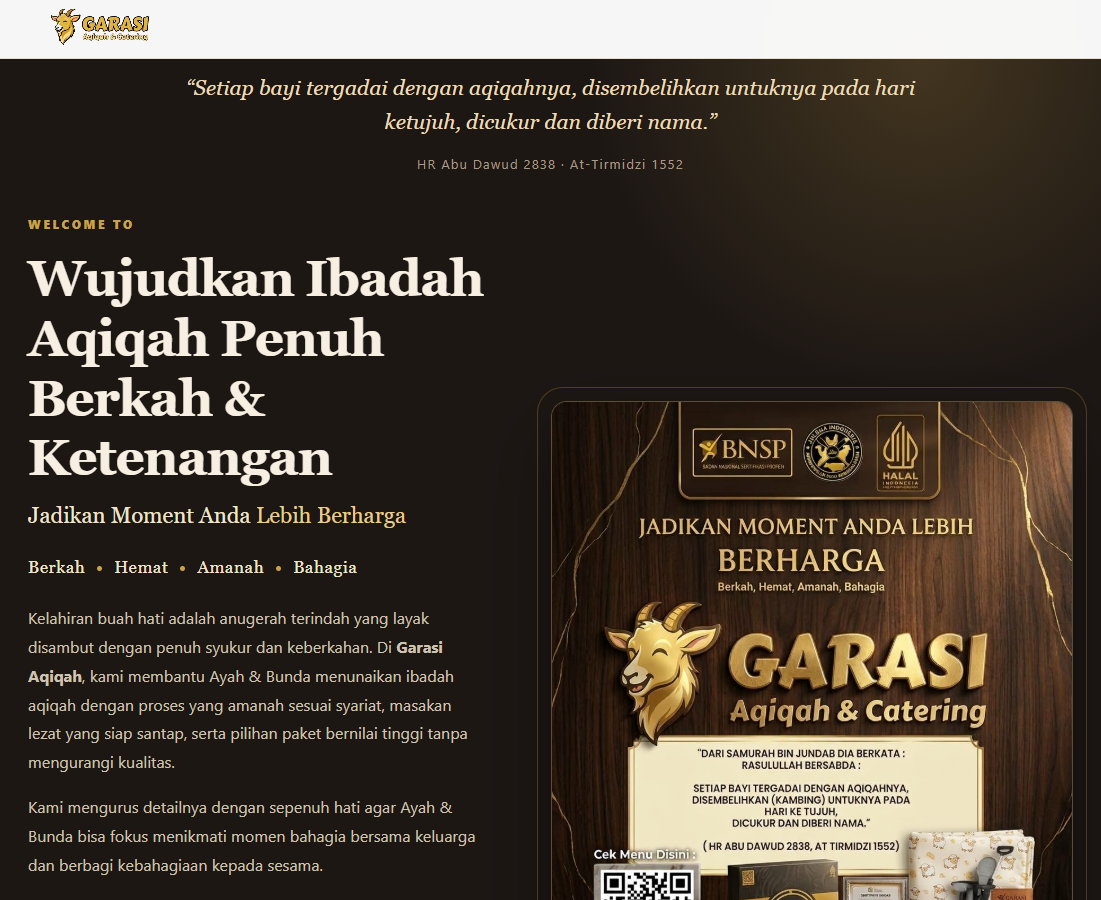 GARASI
Aqiqah & Catering
“Setiap bayi tergadai dengan aqiqahnya, disembelihkan untuknya pada hari
ketujuh, dicukur dan diberi nama.”
HR Abu Dawud 2838 · At-Tirmidzi 1552
WELCOME TO
Wujudkan Ibadah
Aqiqah Penuh
Berkah &
Ketenangan
Jadikan Moment Anda Lebih Berharga
Berkah • Hemat • Amanah • Bahagia
Kelahiran buah hati adalah anugerah terindah yang layak
disambut dengan penuh syukur dan keberkahan. Di Garasi
Aqiqah, kami membantu Ayah & Bunda menunaikan ibadah
aqiqah dengan proses yang amanah sesuai syariat, masakan
lezat yang siap santap, serta pilihan paket bernilai tinggi tanpa
mengurangi kualitas.
Kami mengurus detailnya dengan sepenuh hati agar Ayah &
Bunda bisa fokus menikmati momen bahagia bersama keluarga
dan berbagi kebahagiaan kepada sesama.
BNSP
BADAN NASIONAL SERTIFIKASI PROFESI
HALAL
INDONESIA
JADIKAN MOMENT ANDA LEBIH
BERHARGA
Berkah, Hemat, Amanah, Bahagia
GARASI
Aqiqah & Catering
"DARI SAMURAH BIN JUNDAB DIA BERKATA :
RASULULLAH BERSABDA :
SETIAP BAYI TERGADAI DENGAN AQIQAHNYA,
DISEMBELIHKAN (KAMBING) UNTUKNYA PADA
HARI KE TUJUH,
DICUKUR DAN DIBERI NAMA.”
( HR ABU DAWUD 2838, AT TIRMIDZI 1552)
Cek Menu Disini :